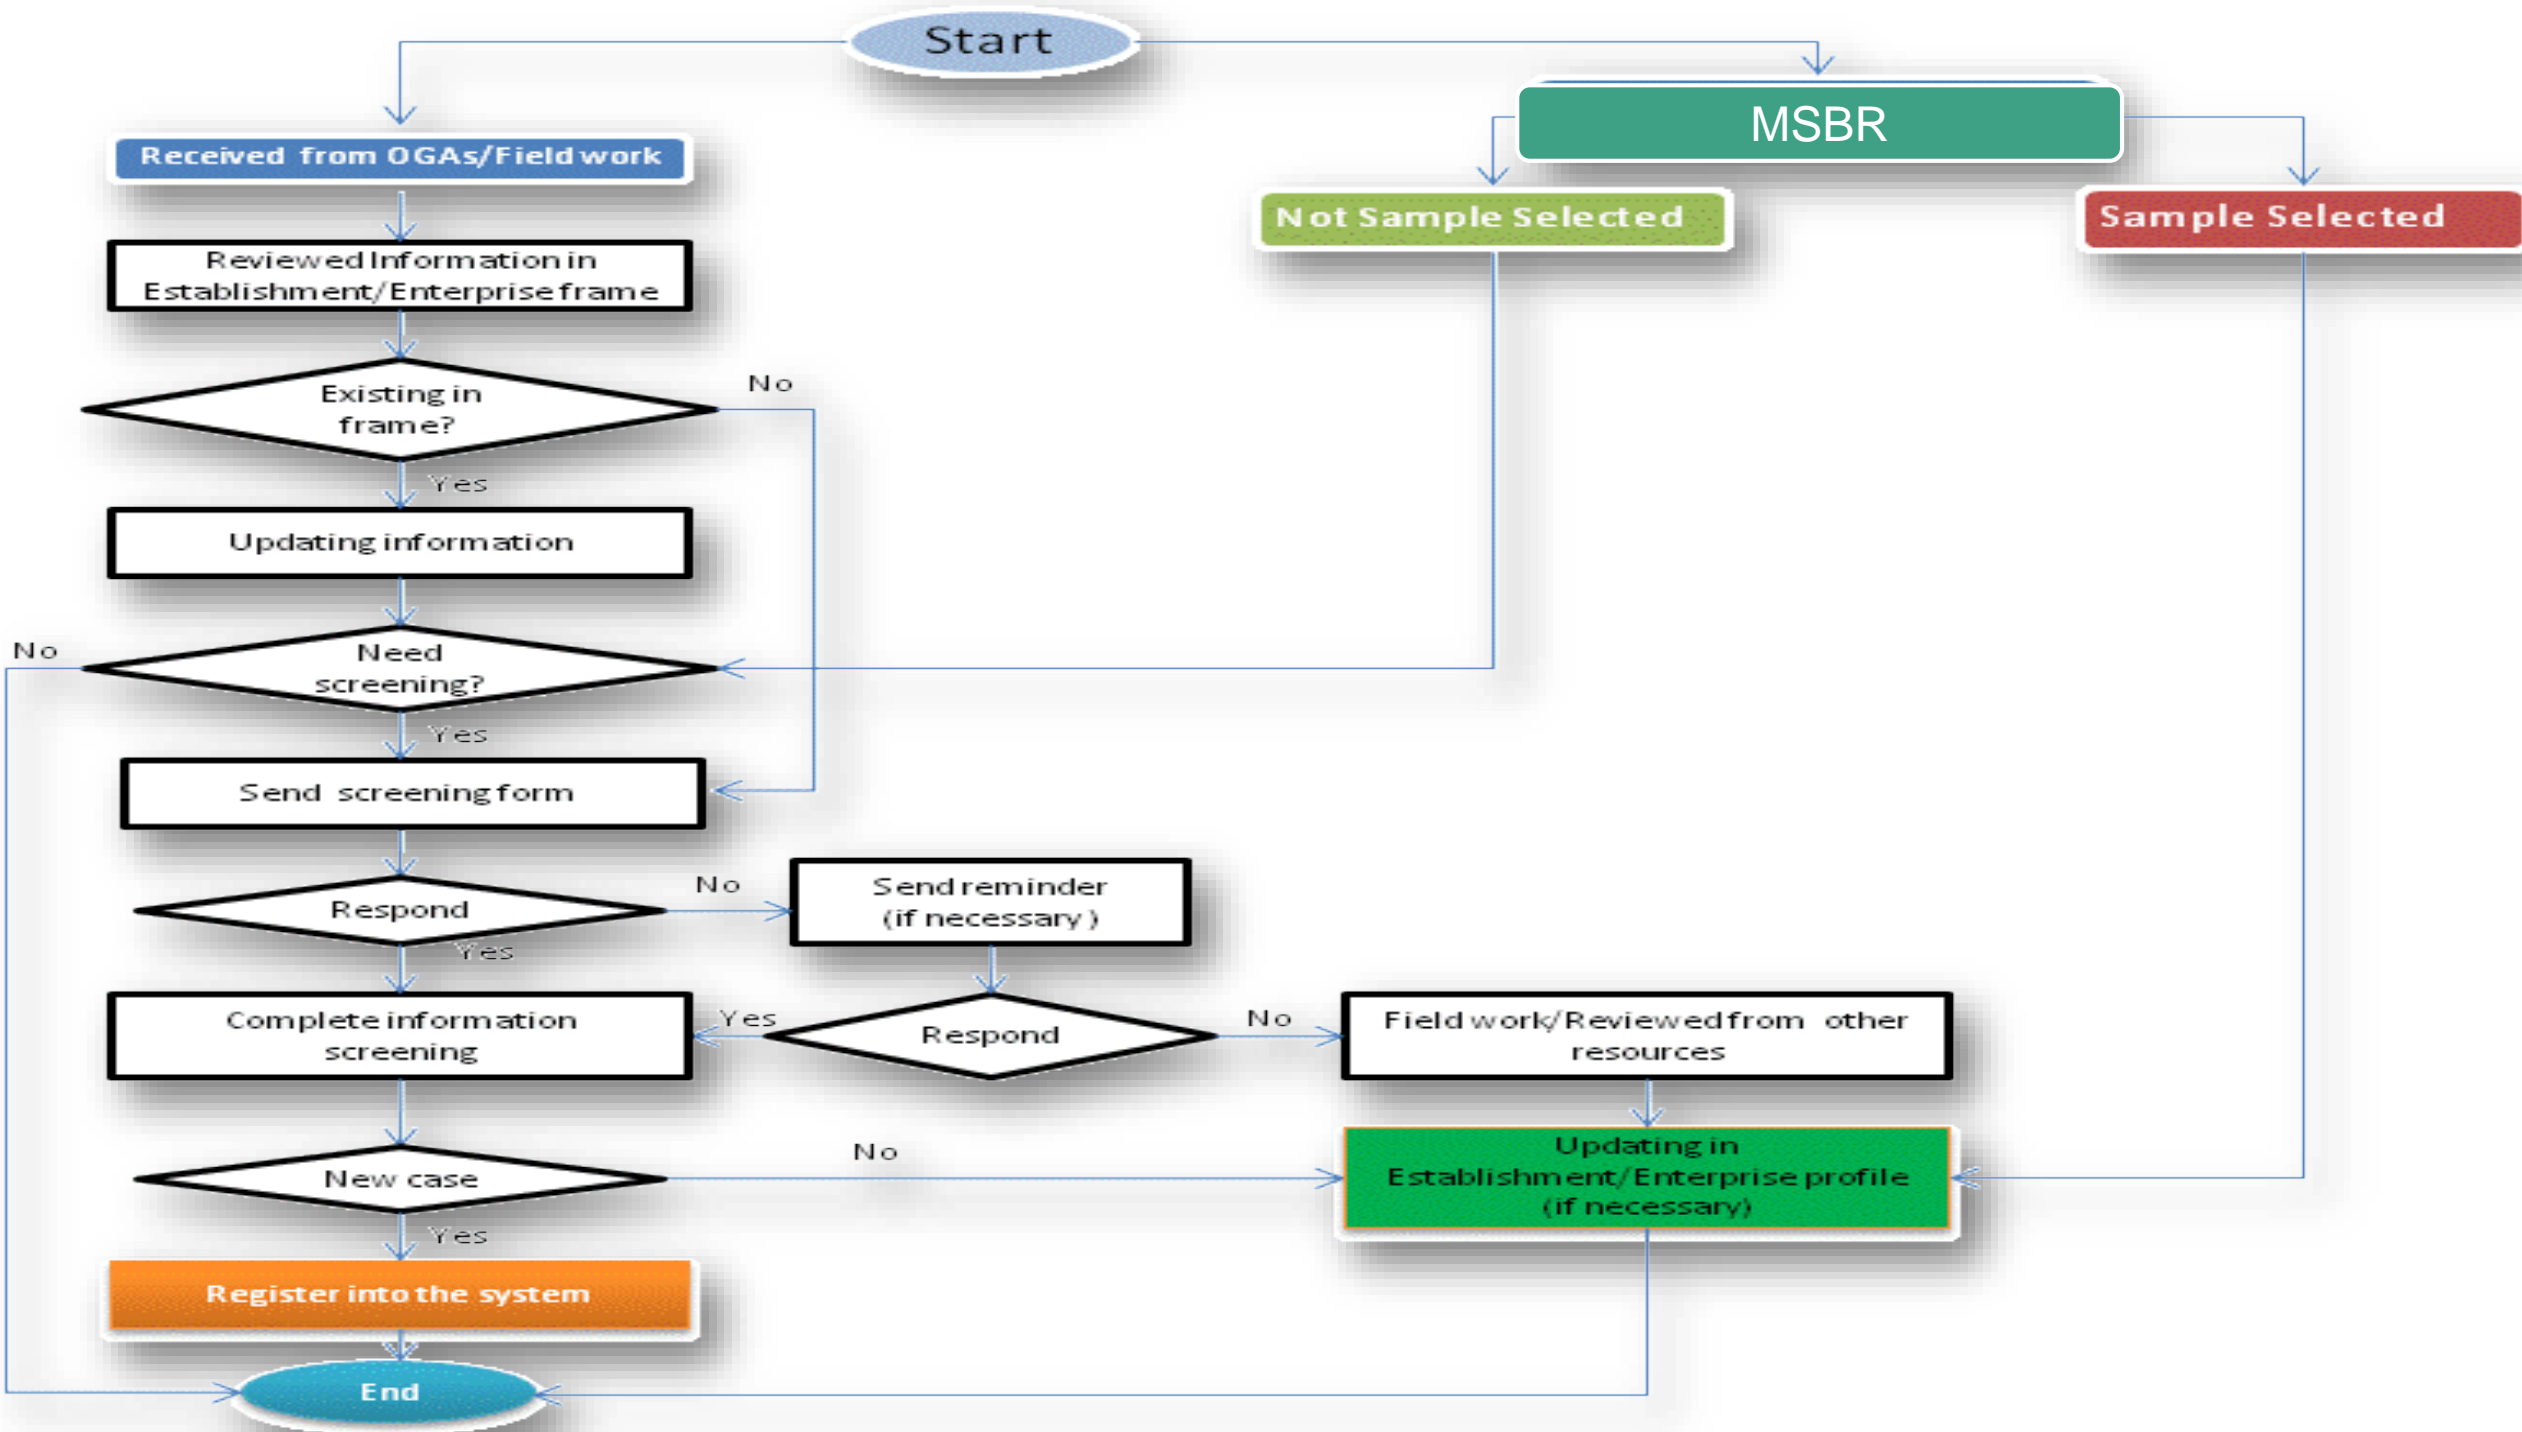 Start
MSBR
Received from OGAs/Field work
Not Sample Selected
Sample Selected
Reviewed Information in
Establishment/Enterprise frame
Existing in
frame?
No
Yes
Updating information
No
Need
screening?
Yes
Send screening form
Respond
No
Send reminder
(if necessary)
Yes
Complete information
screening
Yes
Respond
No
Field work/Reviewed from other
resources
New case
No
Updating in
Establishment/Enterprise profile
(if necessary)
Yes
Register into the system
End